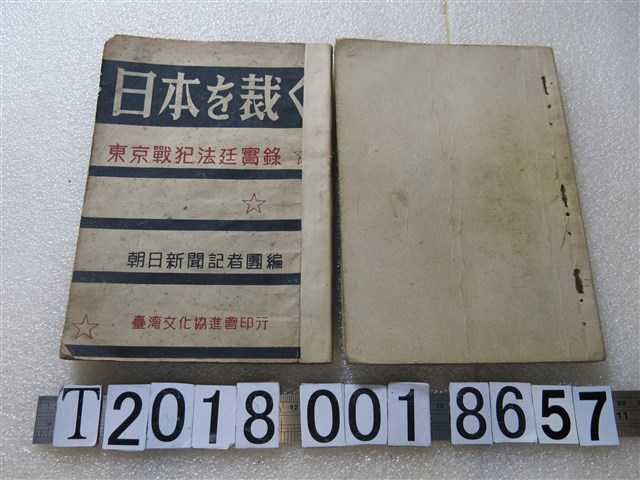 日本を裁く
東京戰犯法廷實錄
朝日新聞記者團編
臺灣文化協進會印行
T2018 001 8657